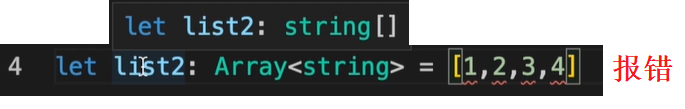 let list2: string[]
4 let list2: Array<string> = [1,2,3,4] 报错